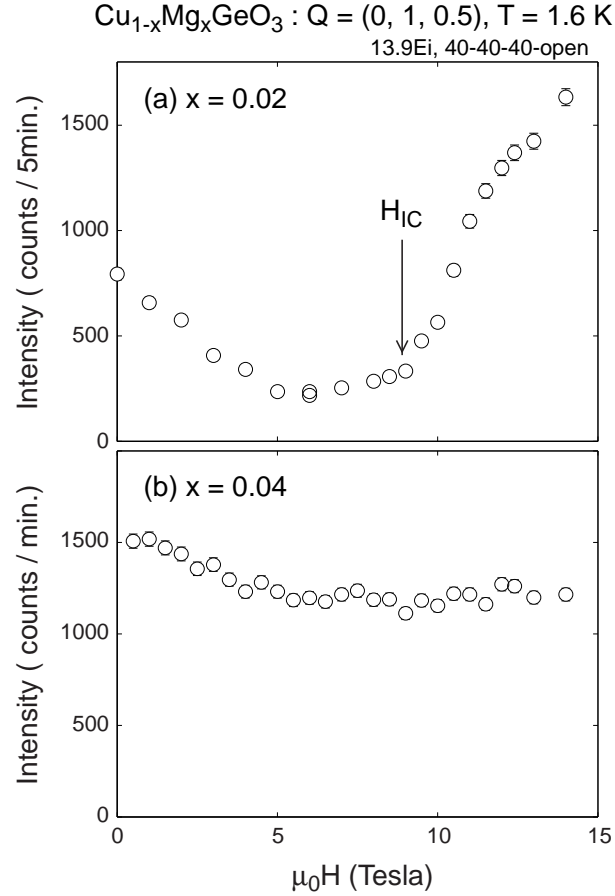 Cu₁₋ₓMgₓGeO₃ : Q = (0, 1, 0.5), T = 1.6 K
13.9Ei, 40-40-40-open
(a) x = 0.02
H_IC
Intensity ( counts / 5min.)
1500
1000
500
0
(b) x = 0.04
Intensity ( counts / min.)
1500
1000
500
0
0 5 10 15
μ₀H (Tesla)